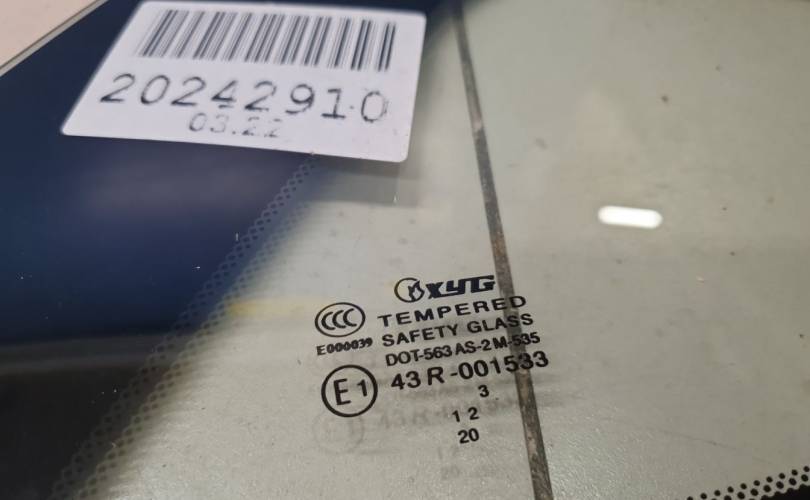 20242910
03.22
XYG
CCC
TEMPERED
E000039
SAFETY GLASS
DOT-563 AS-2 M-535
E1
43 R-001533
3
1 2
20